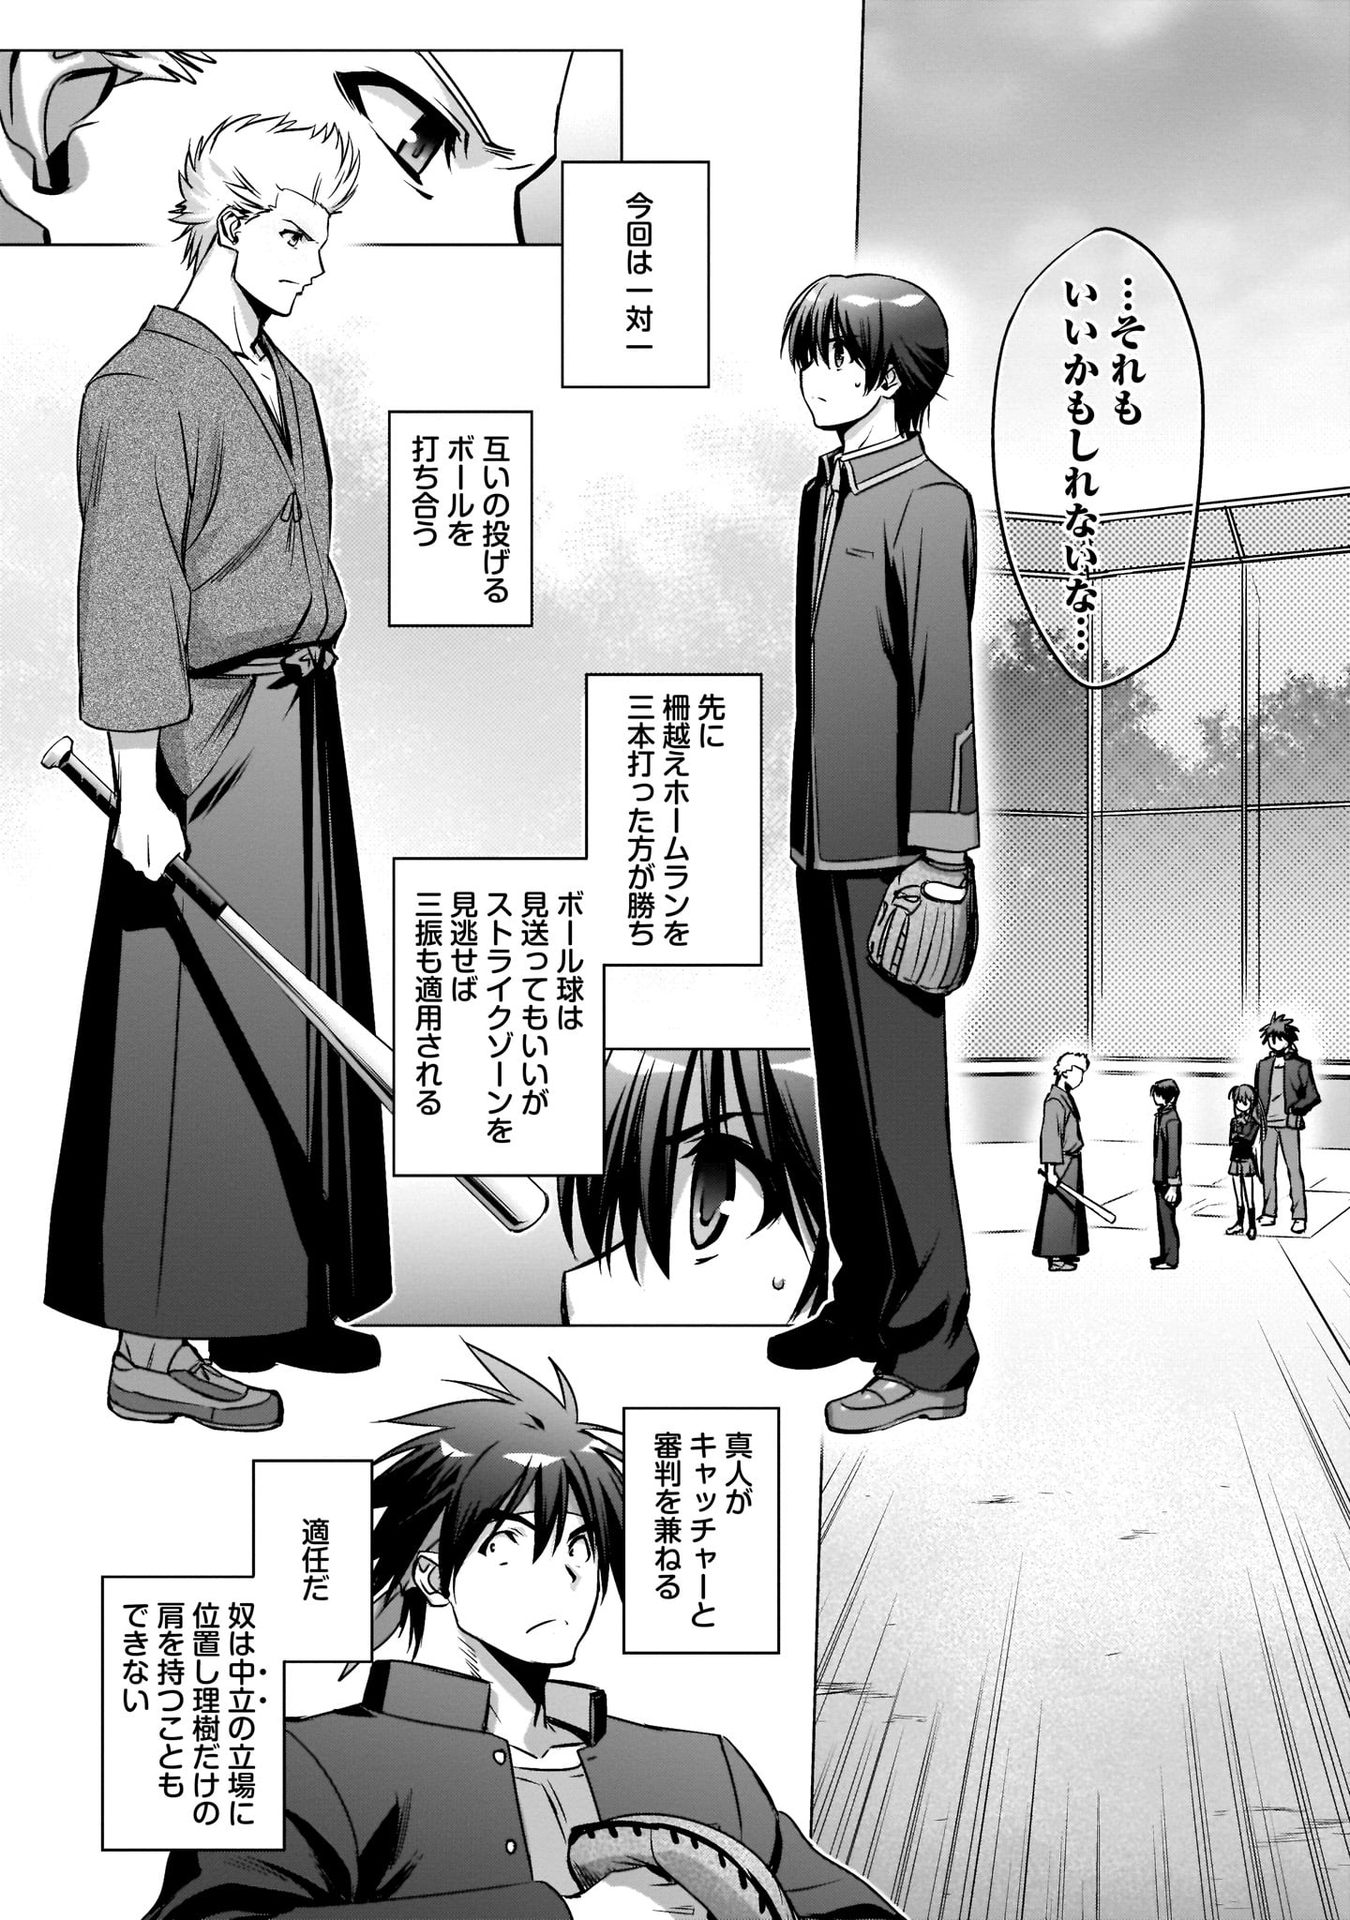 …それも
いいかもしれないな…
今回は一対一
互いの投げる
ボールを
打ち合う
先に
柵越えホームランを
三本打った方が勝ち
ボール球は
見送ってもいいが
ストライクゾーンを
見逃せば
三振も適用される
真人が
キャッチャーと
審判を兼ねる
適任だ
奴は中立の立場に
位置し理樹だけの
肩を持つことも
できない